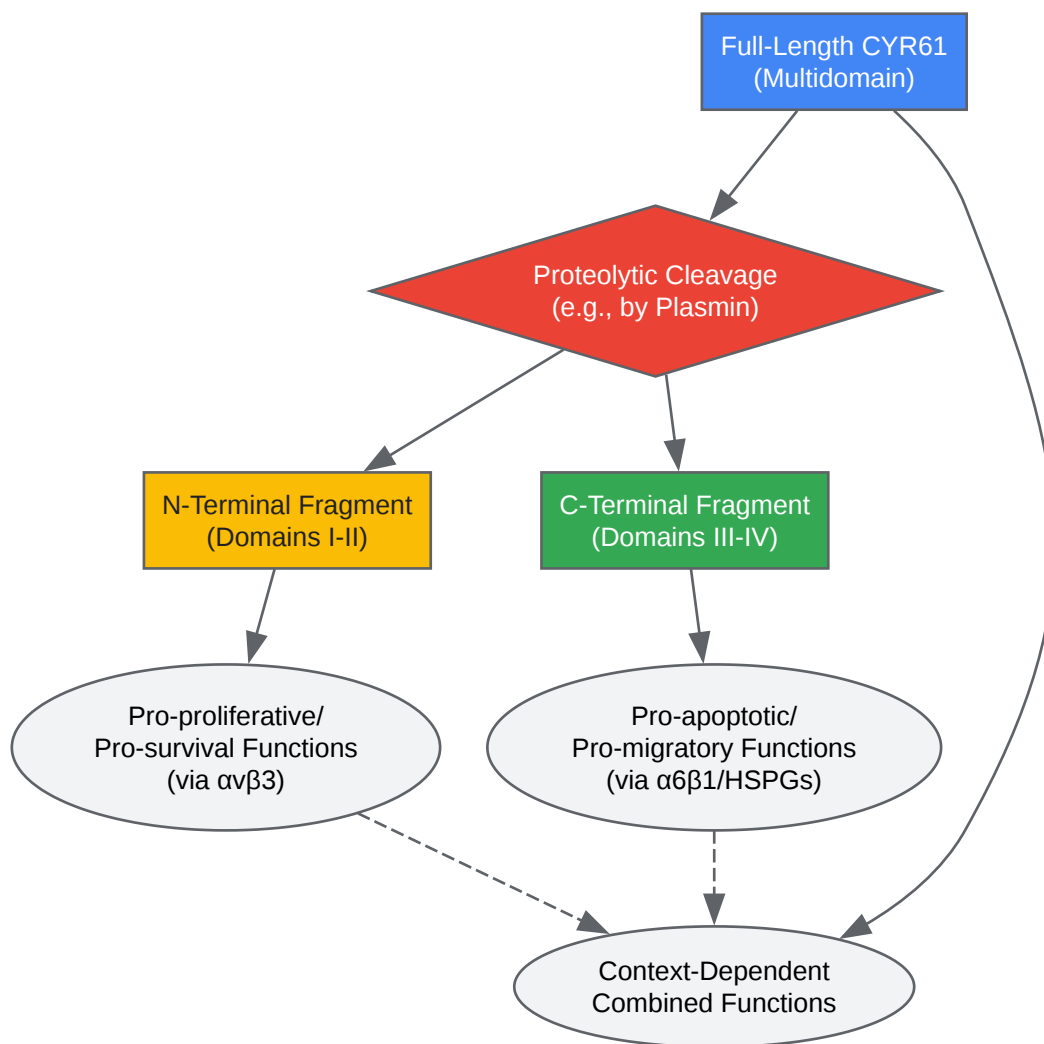 Full-Length CYR61
(Multidomain)
Proteolytic Cleavage
(e.g., by Plasmin)
N-Terminal Fragment
(Domains I-II)
C-Terminal Fragment
(Domains III-IV)
Pro-proliferative/
Pro-survival Functions
(via αvβ3)
Pro-apoptotic/
Pro-migratory Functions
(via α6β1/HSPGs)
Context-Dependent
Combined Functions